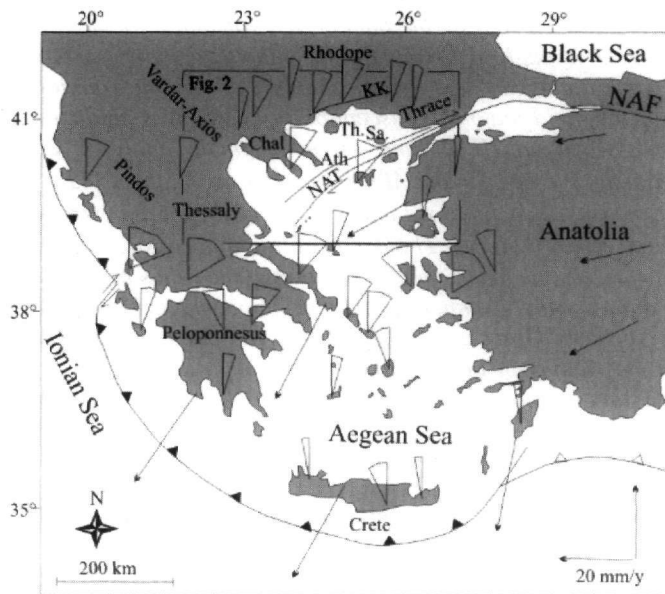 20° 23° 26° 29°
Black Sea
Rhodope
Fig. 2
KK
NAF
Vardar-Axios
Thrace
41°
Th. Sa.
Chal
Ath
NAT
Pindos
Thessaly
Anatolia
38°
Peloponnesus
Ionian Sea
Aegean Sea
35°
N
Crete
200 km
20 mm/y